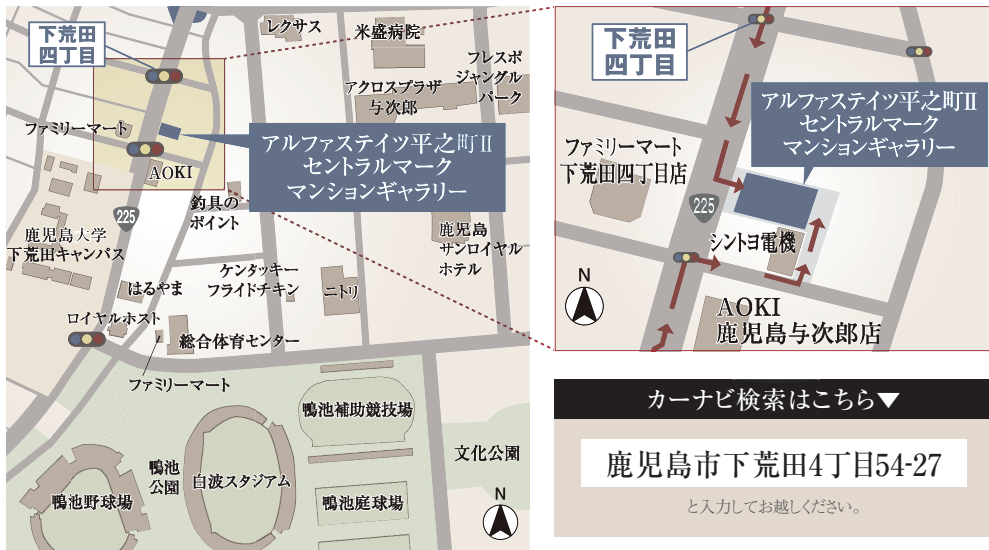 下荒田
四丁目
レクサス
米盛病院
フレスポ
ジャングル
パーク
アクロスプラザ
与次郎
ファミリーマート
アルファステイツ平之町Ⅱ
セントラルマーク
マンションギャラリー
AOKI
釣具の
ポイント
225
鹿児島大学
下荒田キャンパス
鹿児島
サンロイヤル
ホテル
ケンタッキー
フライドチキン
ニトリ
はるやま
ロイヤルホスト
総合体育センター
ファミリーマート
鴨池補助競技場
文化公園
鴨池
公園
白波スタジアム
鴨池野球場
鴨池庭球場
N
下荒田
四丁目
アルファステイツ平之町Ⅱ
セントラルマーク
マンションギャラリー
ファミリーマート
下荒田四丁目店
225
シントヨ電機
N
AOKI
鹿児島与次郎店
カーナビ検索はこちら▼
鹿児島市下荒田4丁目54-27
と入力してお越しください。